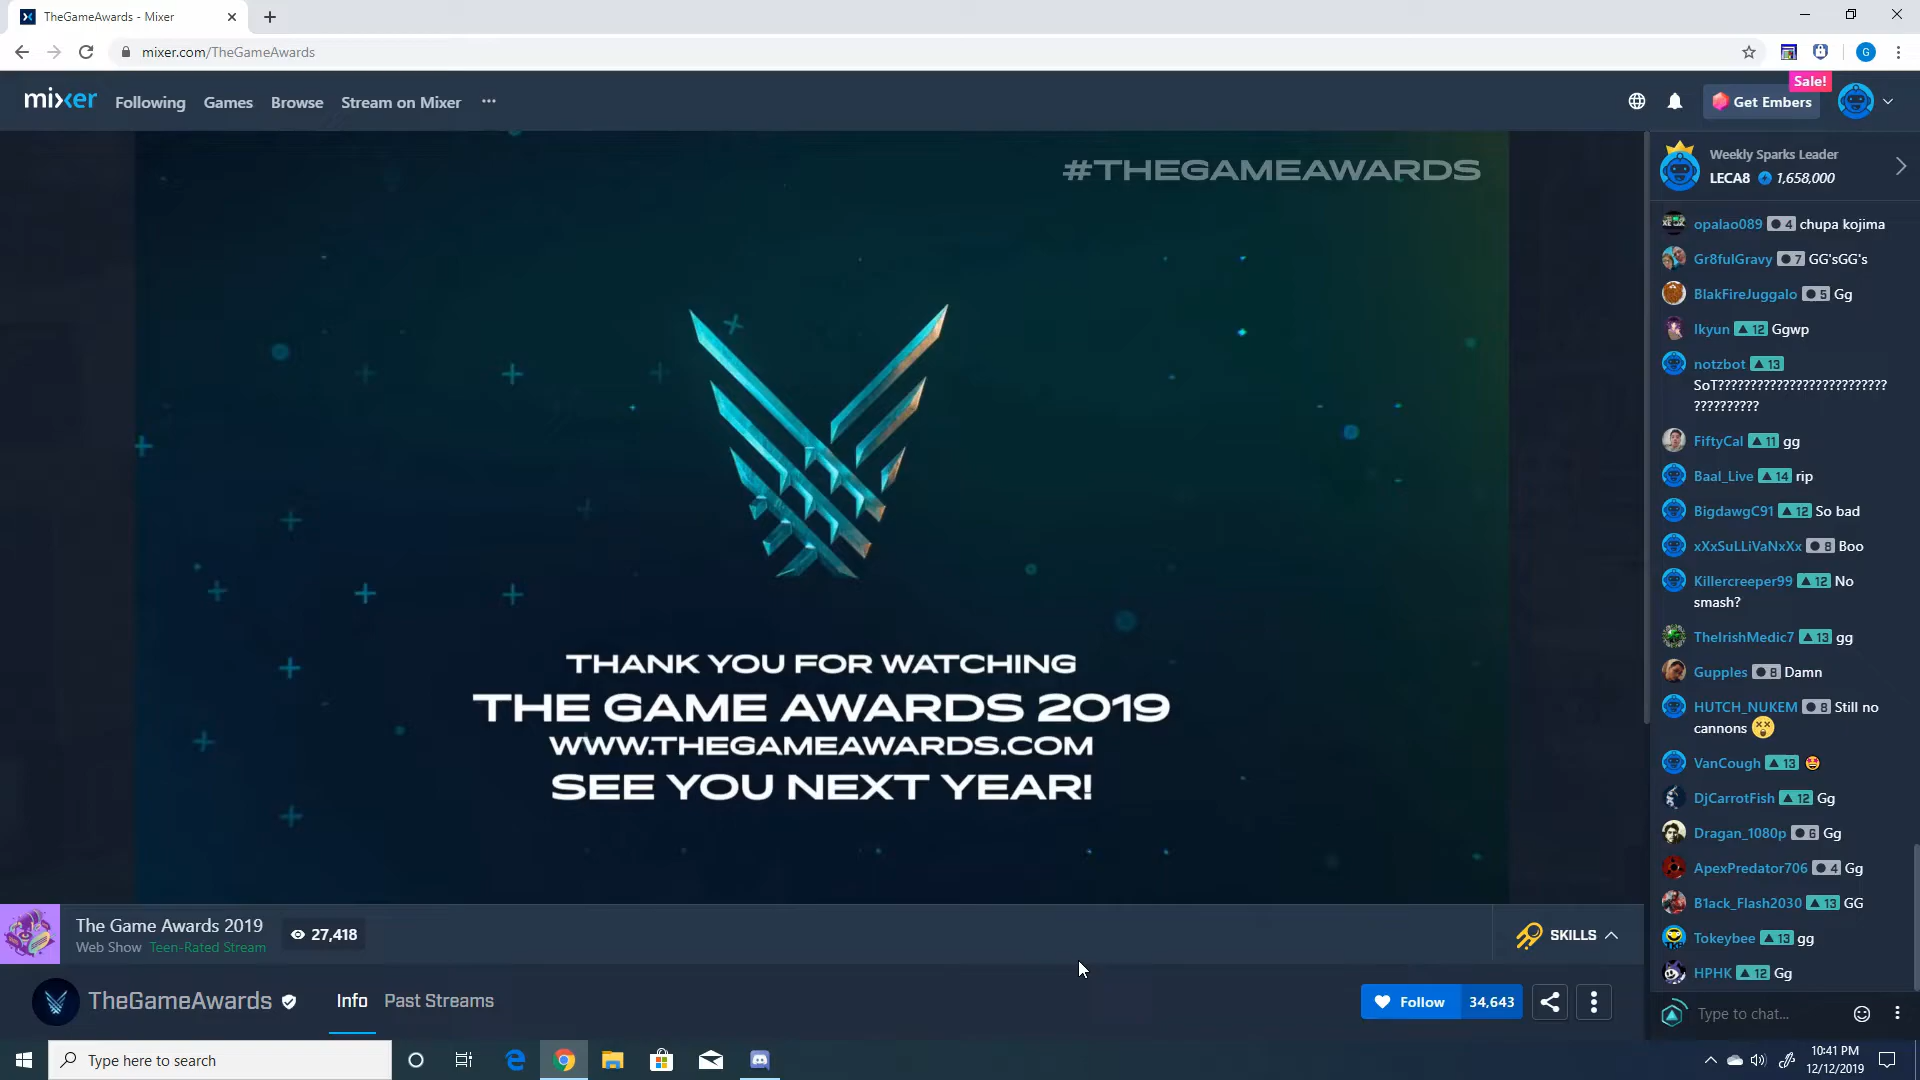 TheGameAwards - Mixer
mixer.com/TheGameAwards
G
mixer Following Games Browse Stream on Mixer
Sale!
Get Embers
#THEGAMEAWARDS
THANK YOU FOR WATCHING
THE GAME AWARDS 2019
WWW.THEGAMEAWARDS.COM
SEE YOU NEXT YEAR!
Weekly Sparks Leader
LECA8 1,658,000
opalao089 4 chupa kojima
Gr8fulGravy 7 GG'sGG's
BlakFireJuggalo 5 Gg
Ikyun 12 Ggwp
notzbot 13
SoT??????????????????????????
??????????
FiftyCal 11 gg
Baal_Live 14 rip
BigdawgC91 12 So bad
xXxSuLLiVaNxXx 8 Boo
Killercreeper99 12 No
smash?
TheIrishMedic7 13 gg
Gupples 8 Damn
HUTCH_NUKEM 8 Still no
cannons
VanCough 13
DjCarrotFish 12 Gg
Dragan_1080p 6 Gg
ApexPredator706 4 Gg
B1ack_Flash2030 13 GG
Tokeybee 13 gg
HPHK 12 Gg
Type to chat...
The Game Awards 2019
Web Show Teen-Rated Stream
27,418
SKILLS
TheGameAwards Info Past Streams
Follow 34,643
Type here to search
10:41 PM
12/12/2019